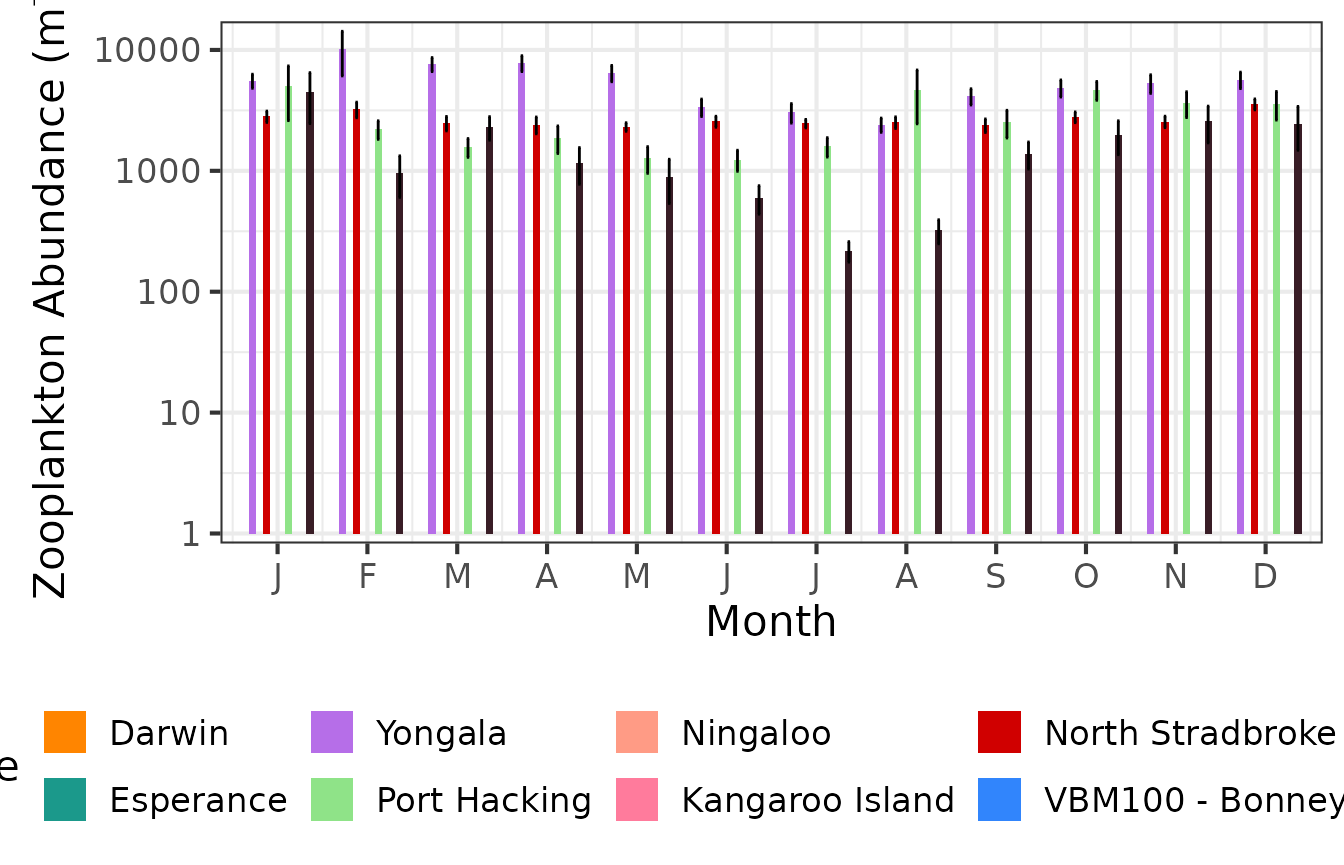 Zooplankton Abundance (m
10000
1000
100
10
1
J F M A M J J A S O N D
Month
Darwin Yongala Ningaloo North Stradbroke
e Esperance Port Hacking Kangaroo Island VBM100 - Bonney